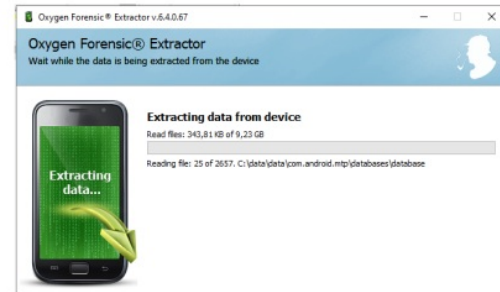 Oxygen Forensic® Extractor v.6.4.0.67
Oxygen Forensic® Extractor
Wait while the data is being extracted from the device
Extracting data from device
Read files: 343,81 KB of 9,23 GB
Reading file: 25 of 2657. C:\data\data\com.android.mtp\databases\database
Extracting
data...